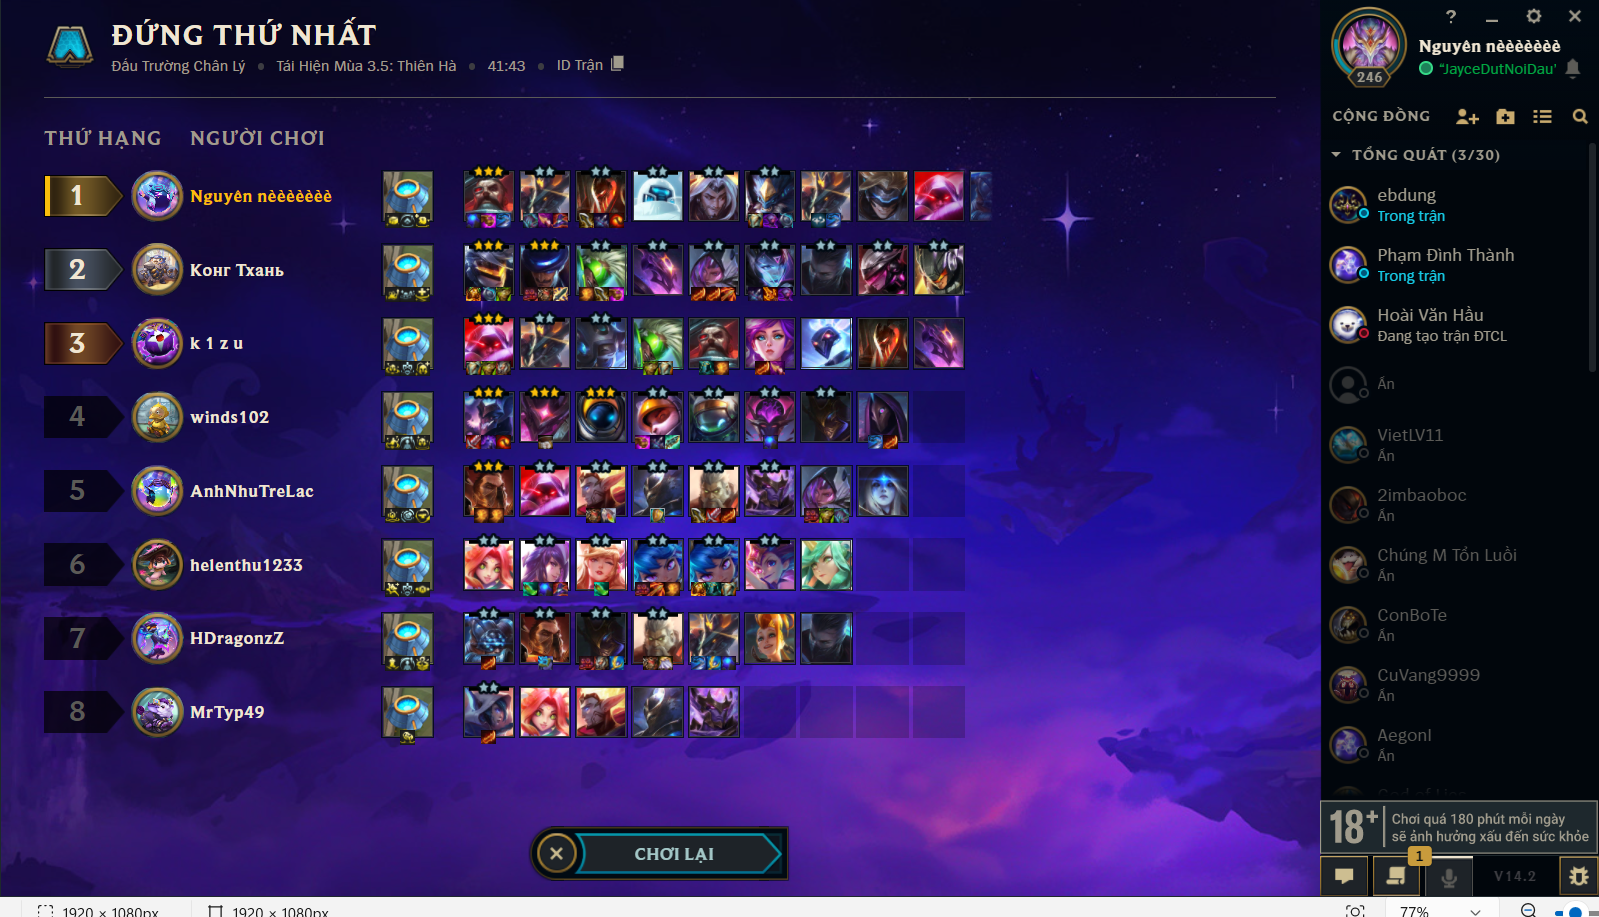 ĐỨNG THỨ NHẤT
Đấu Trường Chân Lý • Tái Hiện Mùa 3.5: Thiên Hà • 41:43 • ID Trận
THỨ HẠNG NGƯỜI CHƠI
1 Nguyên nèèèèèèè
2 Конг Тхань
3 k 1 z u
4 winds102
5 AnhNhuTreLac
6 helenthu1233
7 HDragonzZ
8 MrTyp49
CHƠI LẠI
?
Nguyên nèèèèèèè
246
“JayceDutNoiDau’
CỘNG ĐỒNG
TỔNG QUÁT (3/30)
ebdung
Trong trận
Phạm Đình Thành
Trong trận
Hoài Văn Hầu
Đang tạo trận ĐTCL
Ẩn
VietLV11
Ẩn
2imbaoboc
Ẩn
Chúng M Tồn Luồi
Ẩn
ConBoTe
Ẩn
CuVang9999
Ẩn
AegonI
Ẩn
18+
Chơi quá 180 phút mỗi ngày
sẽ ảnh hưởng xấu đến sức khỏe
1
V14.2
1920 × 1080px 1920 × 1080px 77%